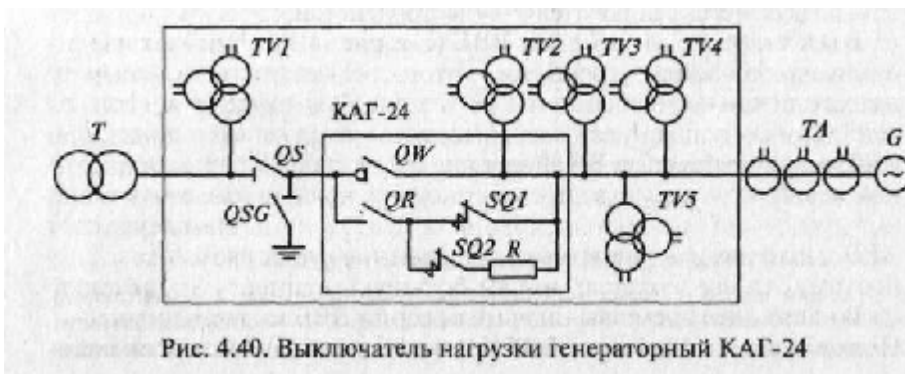 TV1 TV2 TV3 TV4
КАГ-24
T QS QW TA G
QSG QR SQ1
SQ2 R TV5
Рис. 4.40. Выключатель нагрузки генераторный КАГ-24